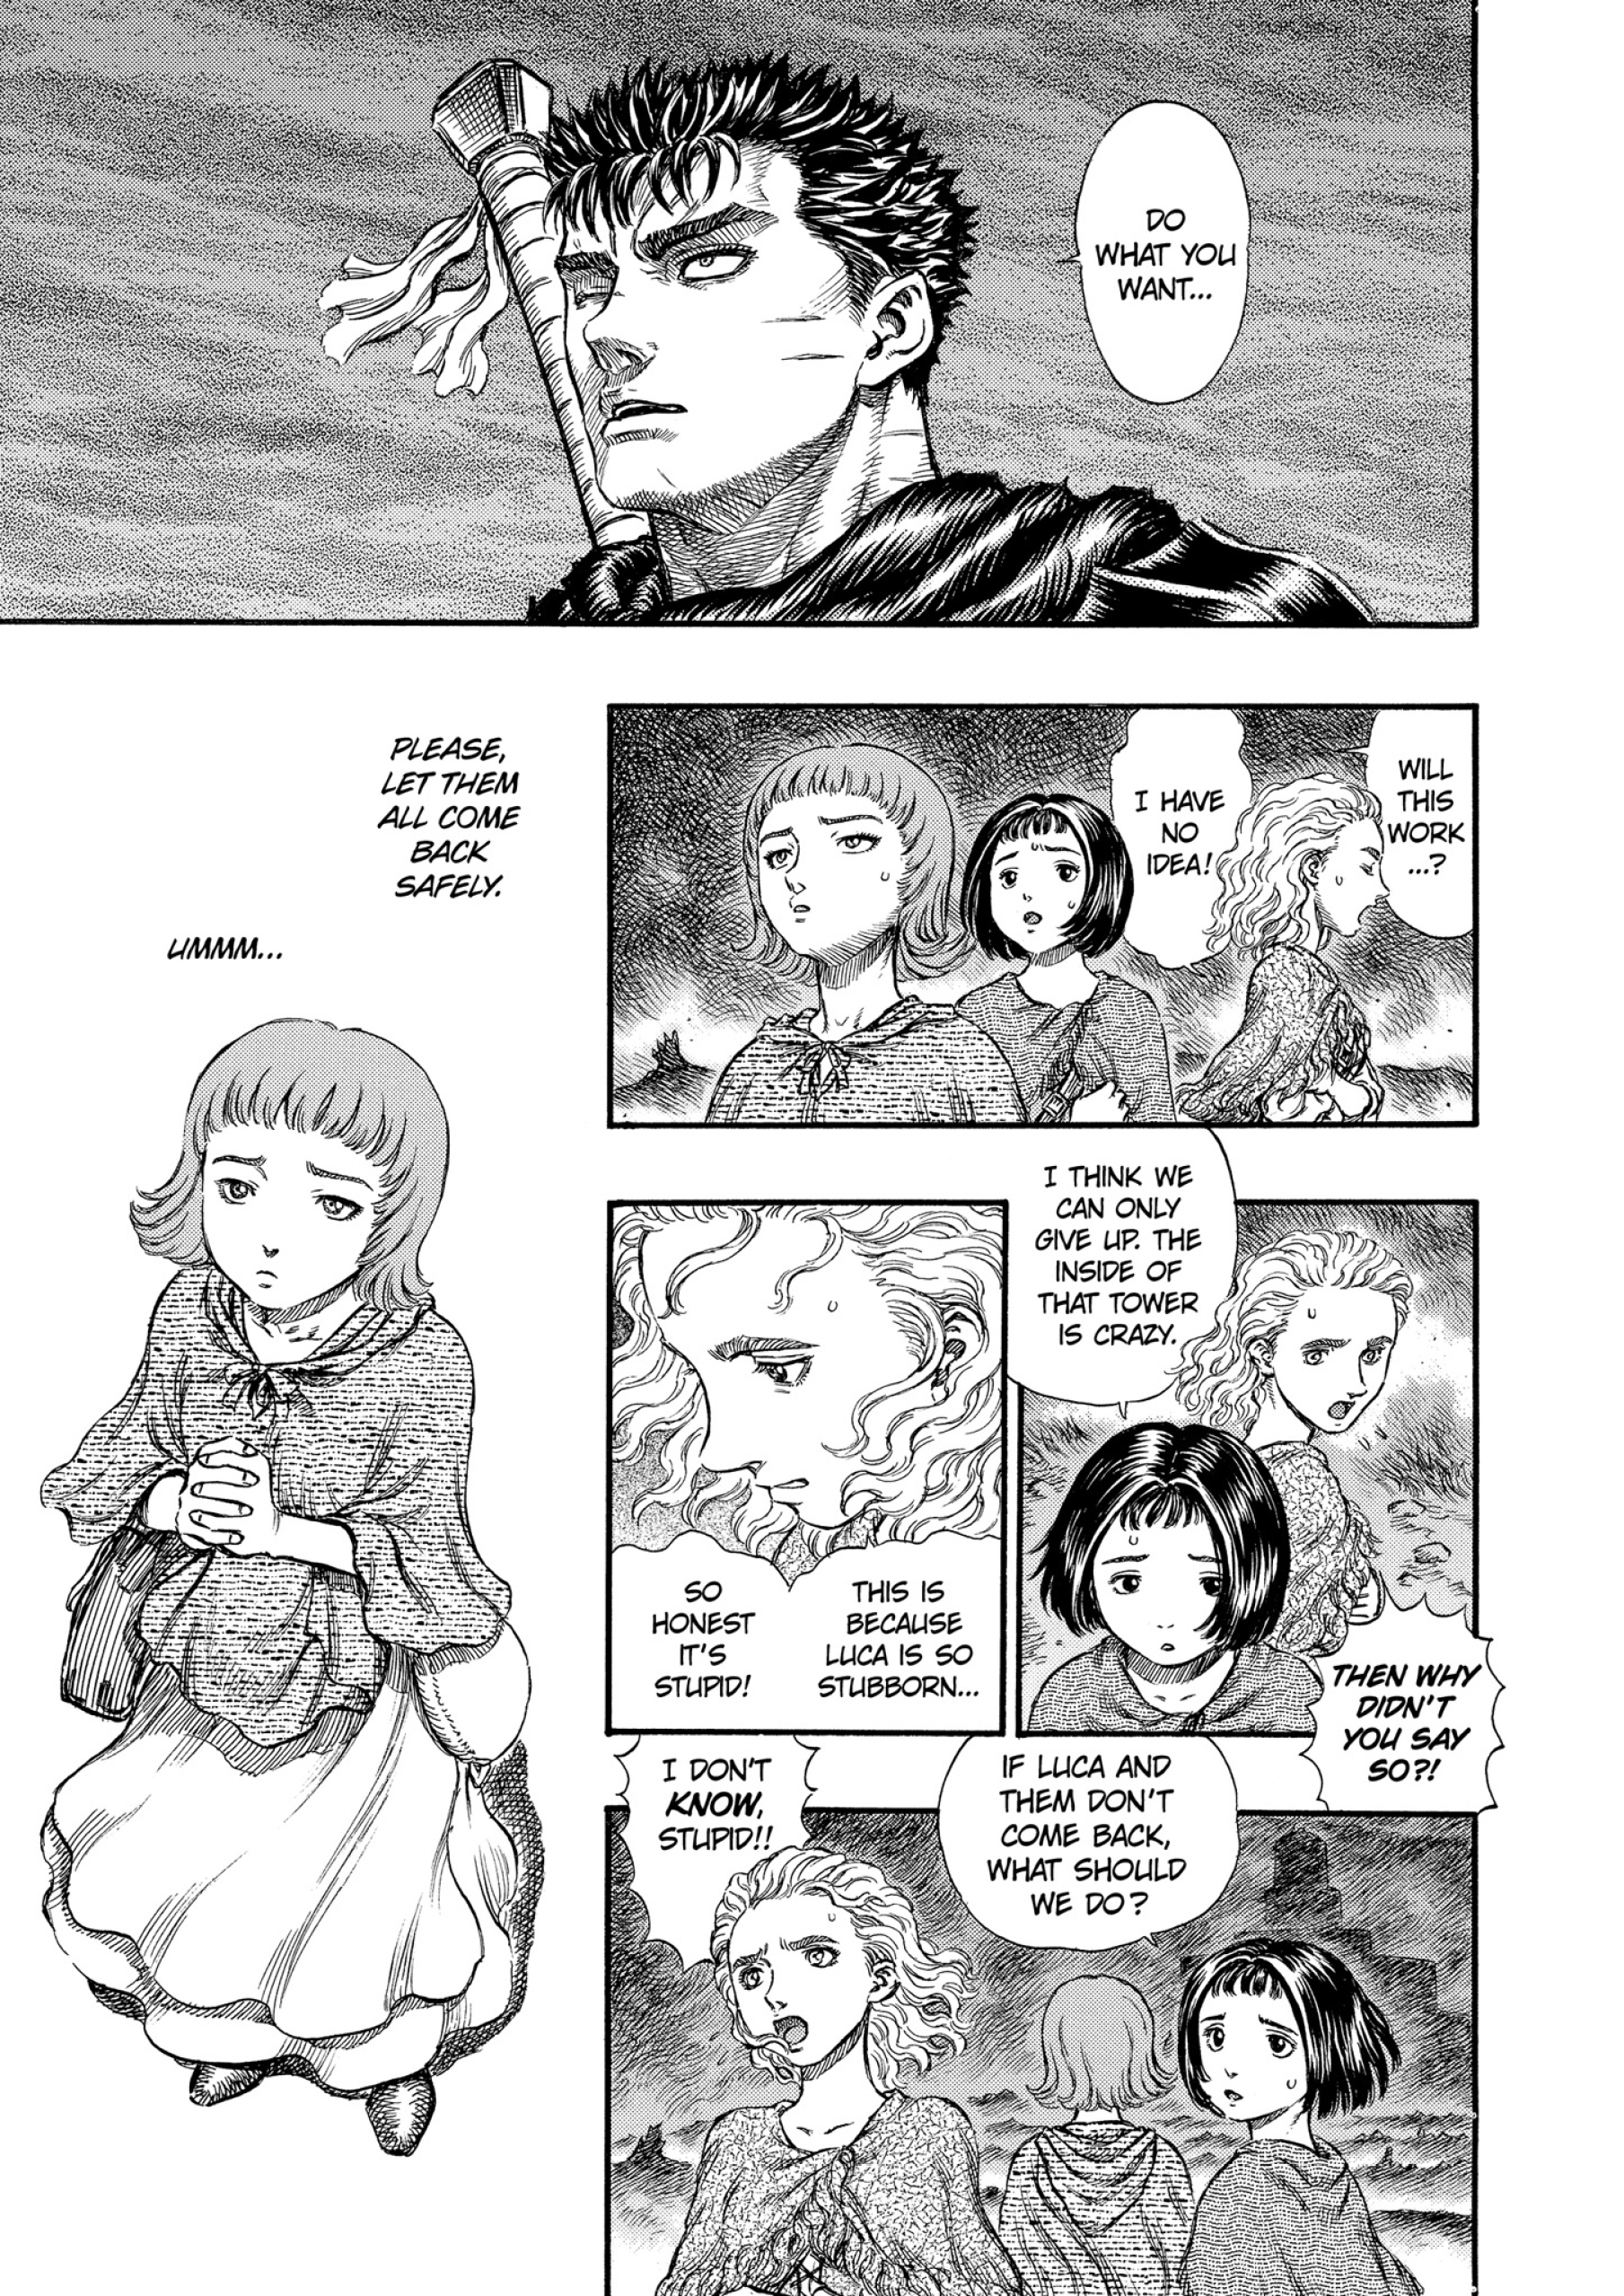 DO
WHAT YOU
WANT...
WILL
THIS
WORK
...?
I HAVE
NO
IDEA!
I THINK WE
CAN ONLY
GIVE UP. THE
INSIDE OF
THAT TOWER
IS CRAZY.
THEN WHY
DIDN'T
YOU SAY
SO?!
THIS IS
BECAUSE
LUCA IS SO
STUBBORN...
SO
HONEST
IT'S
STUPID!
IF LUCA AND
THEM DON'T
COME BACK,
WHAT SHOULD
WE DO?
I DON'T
KNOW,
STUPID!!
PLEASE,
LET THEM
ALL COME
BACK
SAFELY.
UMMM...